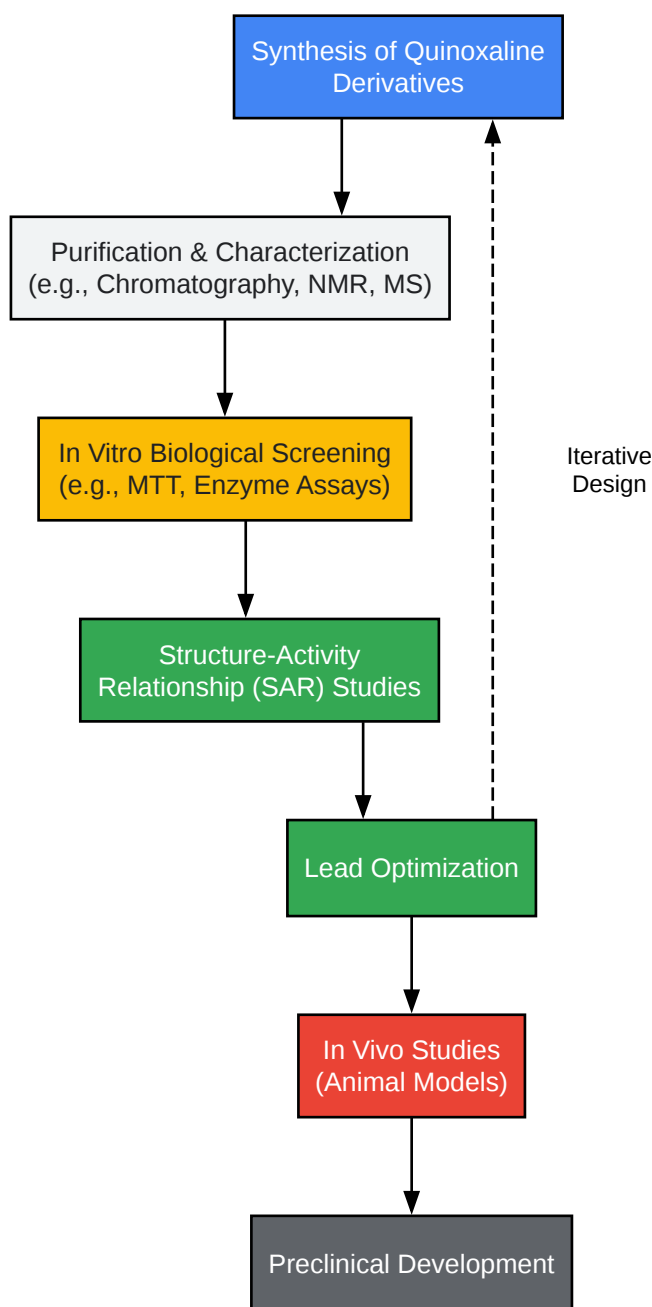 Synthesis of Quinoxaline
Derivatives
Purification & Characterization
(e.g., Chromatography, NMR, MS)
In Vitro Biological Screening
(e.g., MTT, Enzyme Assays)
Iterative
Design
Structure-Activity
Relationship (SAR) Studies
Lead Optimization
In Vivo Studies
(Animal Models)
Preclinical Development